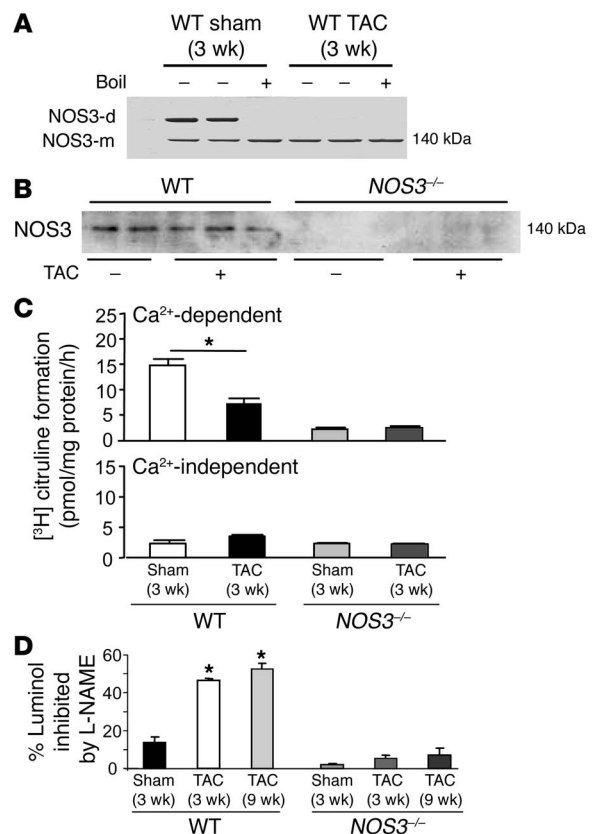 A
WT sham
(3 wk)
WT TAC
(3 wk)
Boil – – + – – +
NOS3-d
NOS3-m
140 kDa
B
WT
NOS3–/–
NOS3
140 kDa
TAC – + – +
C
Ca2+-dependent
25
20
15
10
5
0
*
[3H] citruline formation
(pmol/mg protein/h)
Ca2+-independent
15
10
5
0
Sham
(3 wk)
TAC
(3 wk)
Sham
(3 wk)
TAC
(3 wk)
WT
NOS3–/–
D
% Luminol
inhibited
by L-NAME
60
40
20
0
* *
Sham
(3 wk)
TAC
(3 wk)
TAC
(9 wk)
Sham
(3 wk)
TAC
(3 wk)
TAC
(9 wk)
WT
NOS3–/–